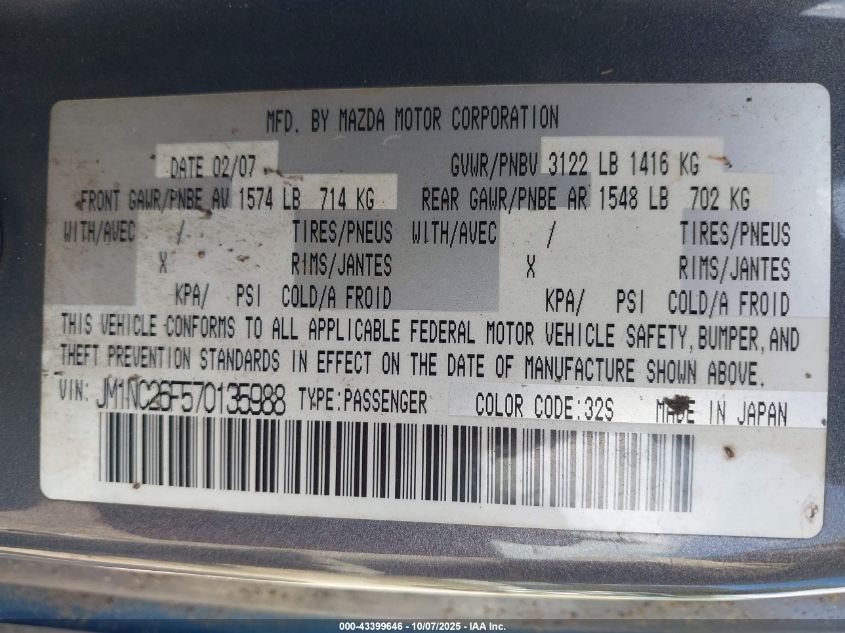 MFD. BY MAZDA MOTOR CORPORATION
DATE 02/07 GVWR/PNBV 3122 LB 1416 KG
FRONT GAWR/PNBE AV 1574 LB 714 KG REAR GAWR/PNBE AR 1548 LB 702 KG
WITH/AVEC / TIRES/PNEUS WITH/AVEC / TIRES/PNEUS
X RIMS/JANTES X RIMS/JANTES
KPA/ PSI COLD/A FROID KPA/ PSI COLD/A FROID
THIS VEHICLE CONFORMS TO ALL APPLICABLE FEDERAL MOTOR VEHICLE SAFETY, BUMPER, AND
THEFT PREVENTION STANDARDS IN EFFECT ON THE DATE OF MANUFACTURE SHOWN ABOVE.
VIN: JM1NC26F570135988 TYPE:PASSENGER COLOR CODE:32S MADE IN JAPAN
000-43399646 - 10/07/2025 - IAA Inc.